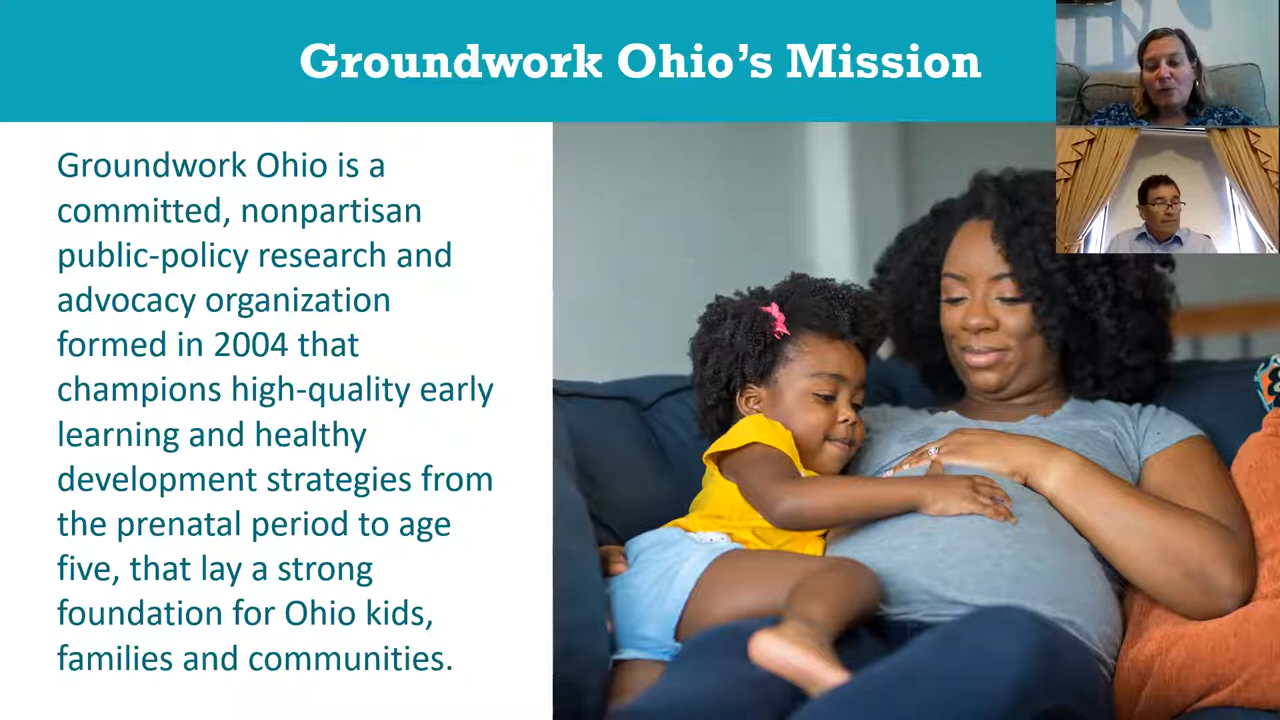 Groundwork Ohio’s Mission
Groundwork Ohio is a
committed, nonpartisan
public-policy research and
advocacy organization
formed in 2004 that
champions high-quality early
learning and healthy
development strategies from
the prenatal period to age
five, that lay a strong
foundation for Ohio kids,
families and communities.